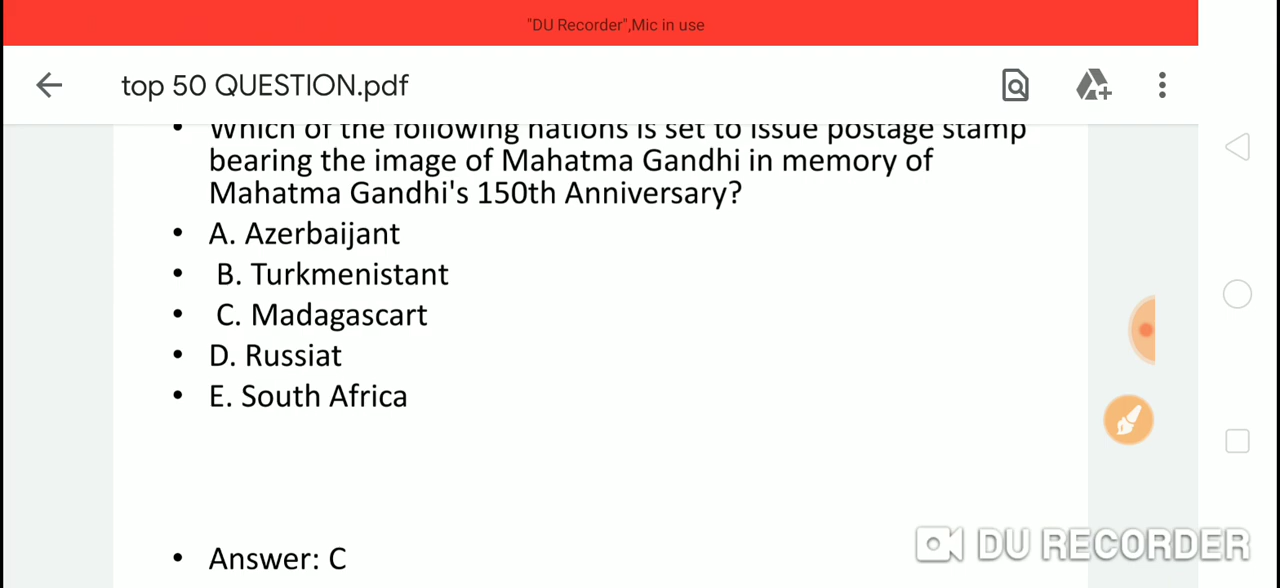 "DU Recorder",Mic in use
top 50 QUESTION.pdf
• Which of the following nations is set to issue postage stamp
bearing the image of Mahatma Gandhi in memory of
Mahatma Gandhi's 150th Anniversary?
• A. Azerbaijant
• B. Turkmenistant
• C. Madagascart
• D. Russiat
• E. South Africa
• Answer: C
DU RECORDER